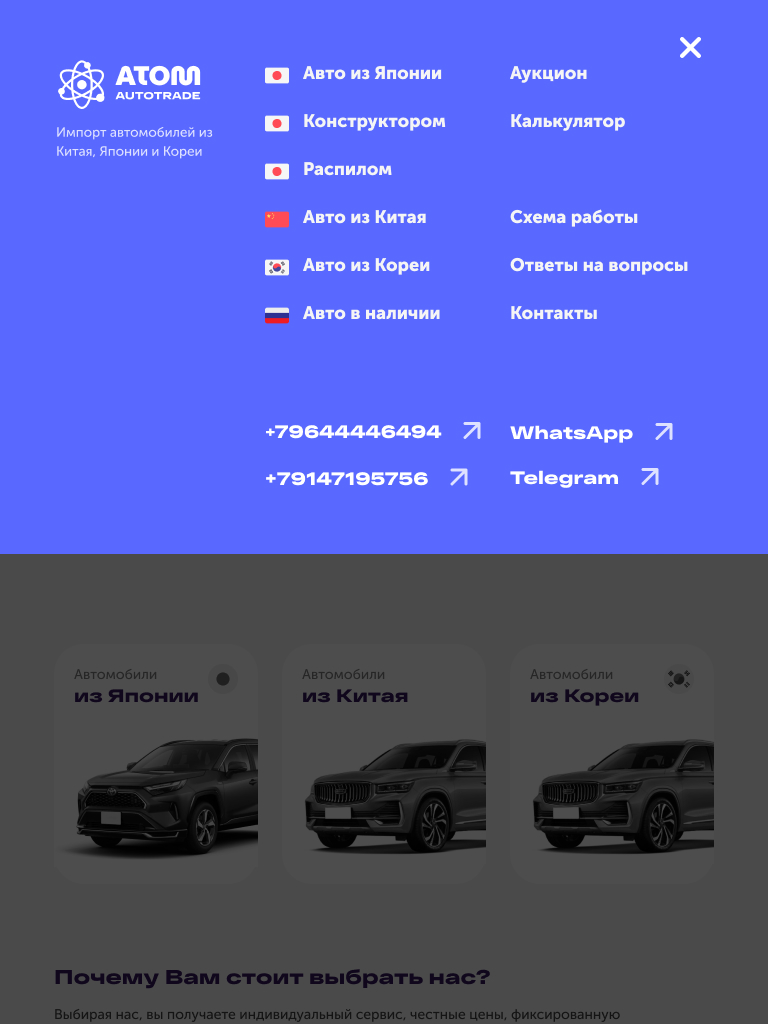 ATOM
AUTOTRADE
Импорт автомобилей из
Китая, Японии и Кореи
Авто из Японии
Конструктором
Распилом
Авто из Китая
Авто из Кореи
Авто в наличии
Аукцион
Калькулятор
Схема работы
Ответы на вопросы
Контакты
+79644446494
WhatsApp
+79147195756
Telegram
Автомобили
из Японии
Автомобили
из Китая
Автомобили
из Кореи
Почему Вам стоит выбрать нас?
Выбирая нас, вы получаете индивидуальный сервис, честные цены, фиксированную